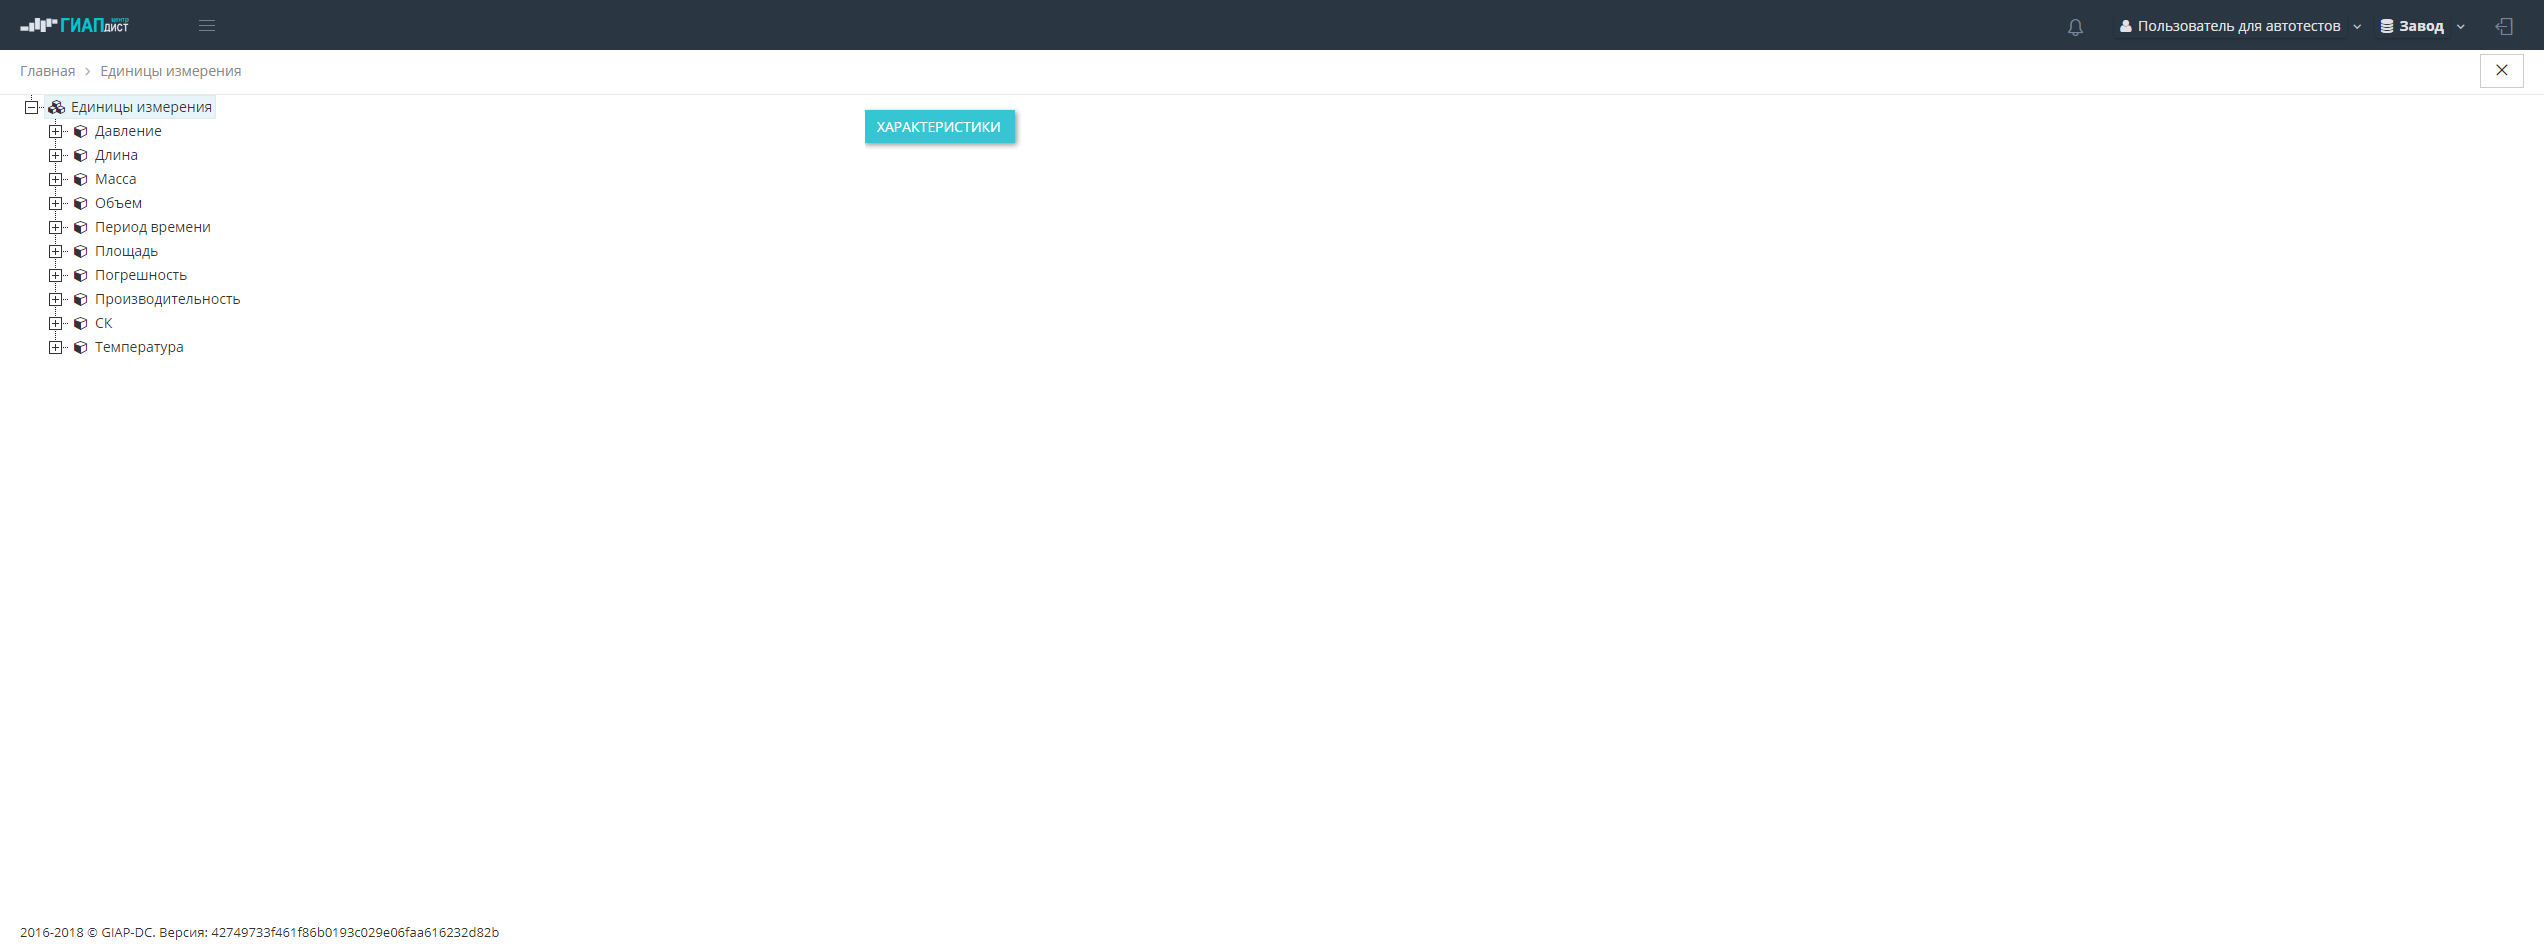 ГИАП ЦЕНТР ДИСТ
Пользователь для автотестов
Завод
Главная
Единицы измерения
Единицы измерения
ХАРАКТЕРИСТИКИ
Давление
Длина
Масса
Объем
Период времени
Площадь
Погрешность
Производительность
СК
Температура
2016-2018 © GIAP-DC. Версия: 42749733f461f86b0193c029e06faa616232d82b